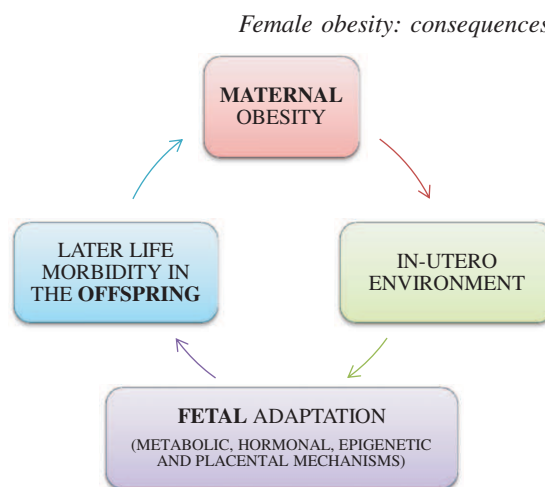 Female obesity: consequences
MATERNAL
OBESITY
IN-UTERO
ENVIRONMENT
FETAL ADAPTATION
(METABOLIC, HORMONAL, EPIGENETIC
AND PLACENTAL MECHANISMS)
LATER LIFE
MORBIDITY IN
THE OFFSPRING